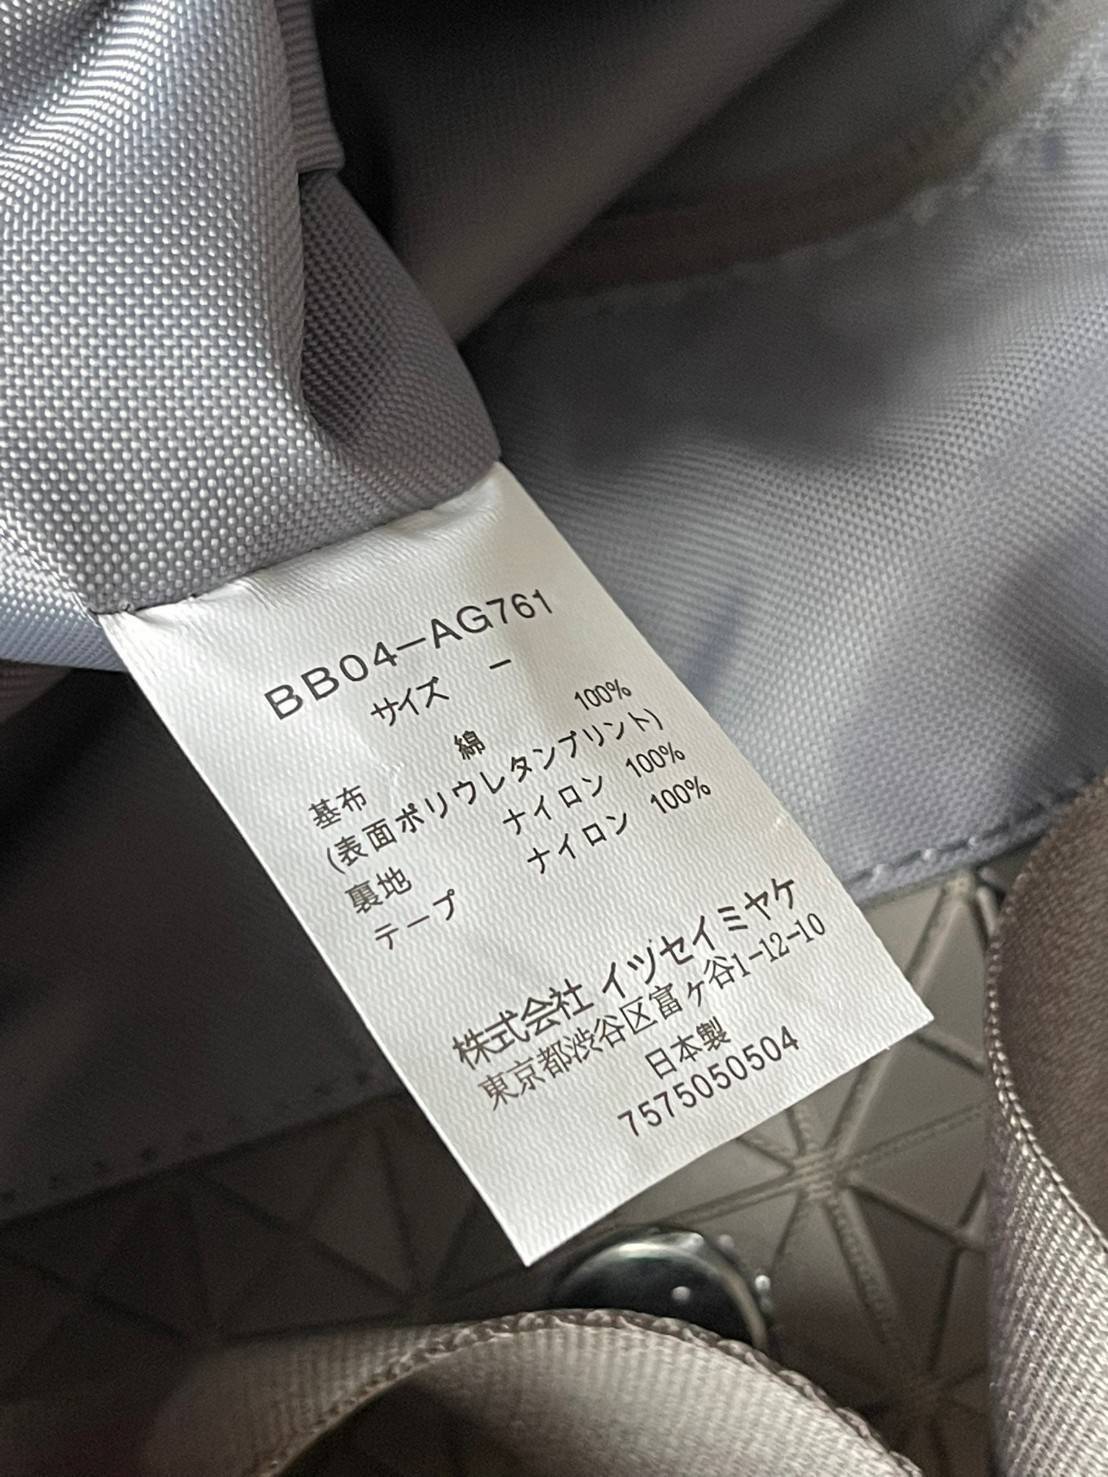 BB04-AG761
サイズ －
基布 綿 100%
(表面ポリウレタンプリント)
裏地 ナイロン 100%
テープ ナイロン 100%
株式会社 イッセイミヤケ
東京都渋谷区富ヶ谷1-12-10
日本製
7575050504